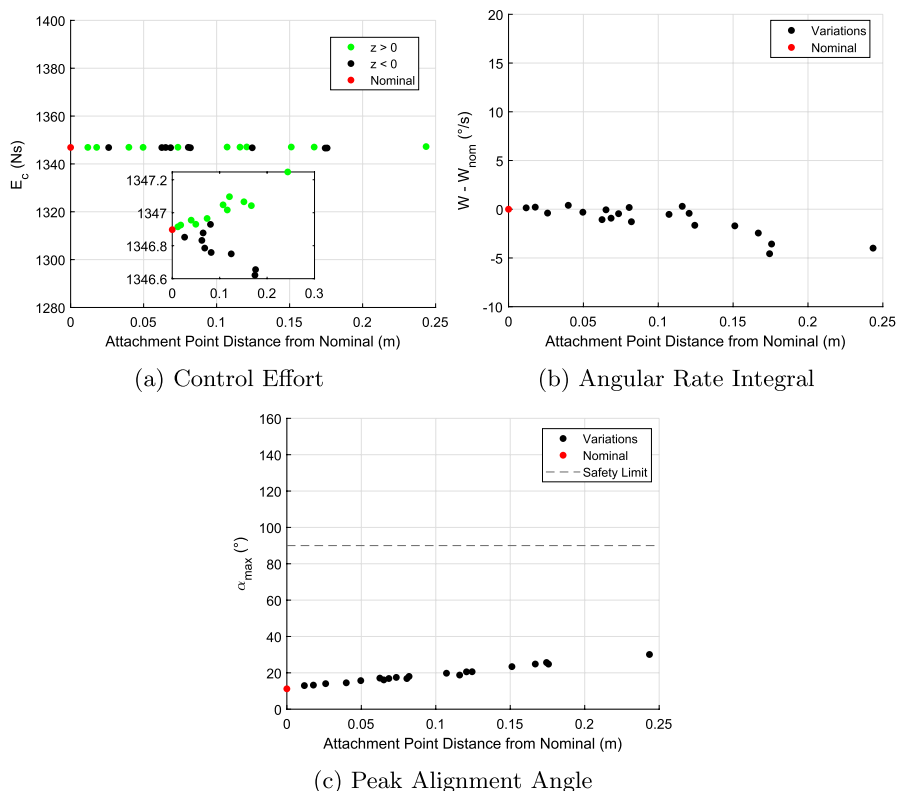 1400
1380
1360
1340
1320
1300
1280
E_c (Ns)
z > 0
z < 0
Nominal
1347.2
1347
1346.8
1346.6
0 0.1 0.2 0.3
0 0.05 0.1 0.15 0.2 0.25
Attachment Point Distance from Nominal (m)
(a) Control Effort
20
15
10
5
0
-5
-10
W - W_nom (°/s)
Variations
Nominal
0 0.05 0.1 0.15 0.2 0.25
Attachment Point Distance from Nominal (m)
(b) Angular Rate Integral
160
140
120
100
80
60
40
20
0
α_max (°)
Variations
Nominal
Safety Limit
0 0.05 0.1 0.15 0.2 0.25
Attachment Point Distance from Nominal (m)
(c) Peak Alignment Angle